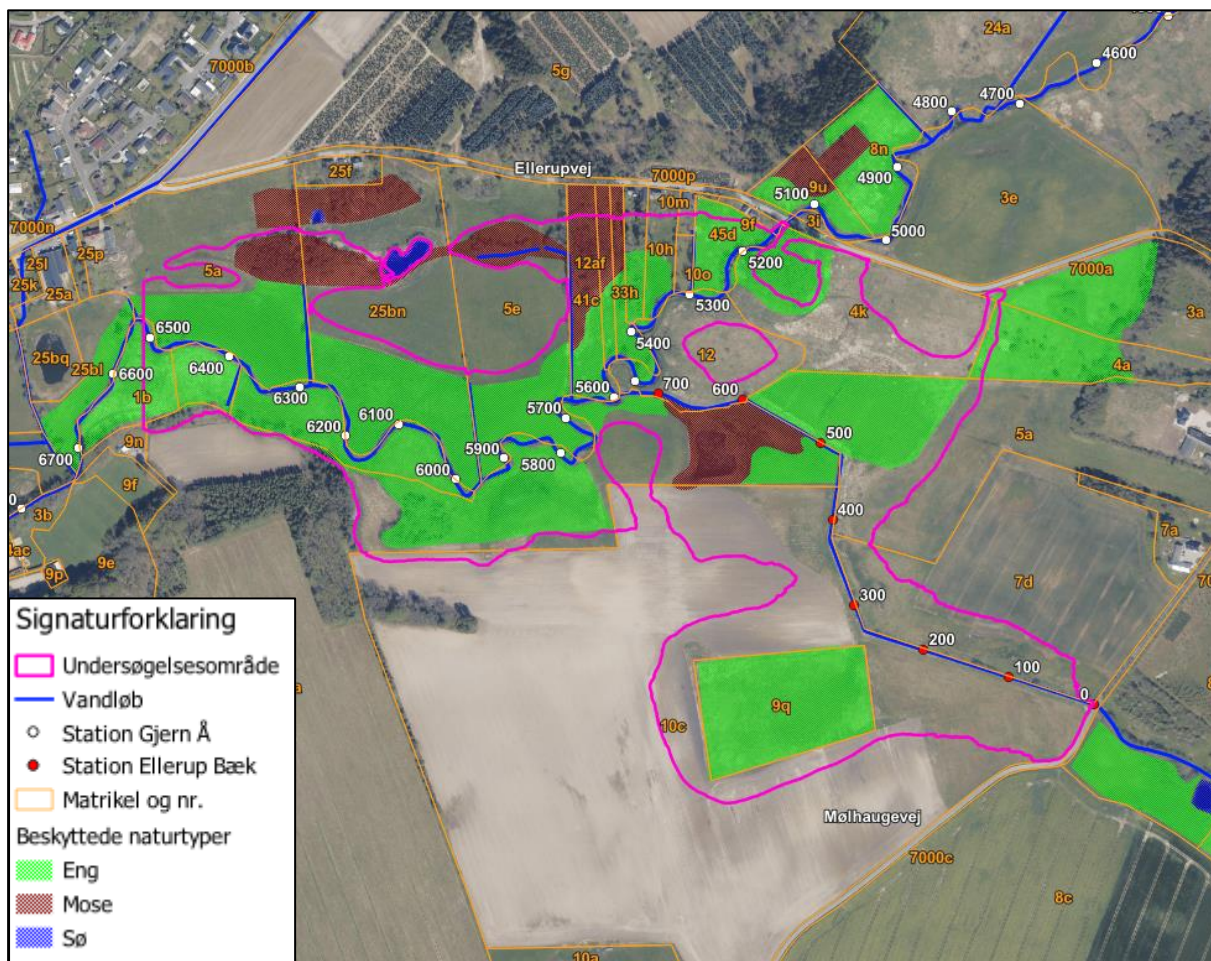 24a
4600
7000b
5g
4700
4800
8n
Ellerupvej
25f
7000p
4900
9u
5100
3e
10m
3i
9f
7000n
45d
5000
25p
10h
5200
7000a
25l
5a
12af
33h
10o
25k
25a
41c
5300
4k
3a
25bn
5e
6500
5400
12
25bq
6400
4a
25bl
6600
6300
5600
700
600
1b
5700
6200
6100
500
5a
9n
6700
5900
5800
6000
9f
3b
400
7a
4ac
9e
9p
7d
300
Signaturforklaring
200
Undersøgelsesområde
100
Vandløb
0
9q
10c
Station Gjern Å
Station Ellerup Bæk
Matrikel og nr.
Mølhaugevej
Beskyttede naturtyper
7000c
Eng
8c
Mose
Sø
10a